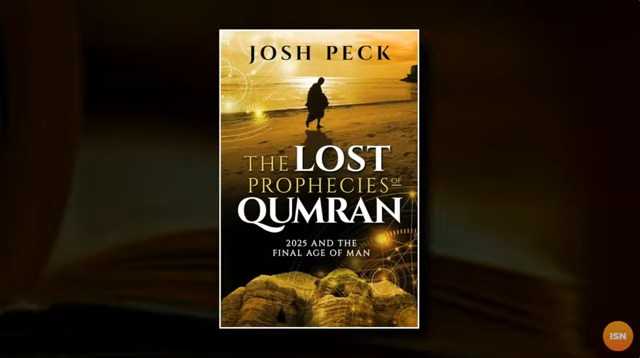 JOSH PECK
THE LOST
PROPHECIES OF
QUMRAN
2025 AND THE
FINAL AGE OF MAN
ISN